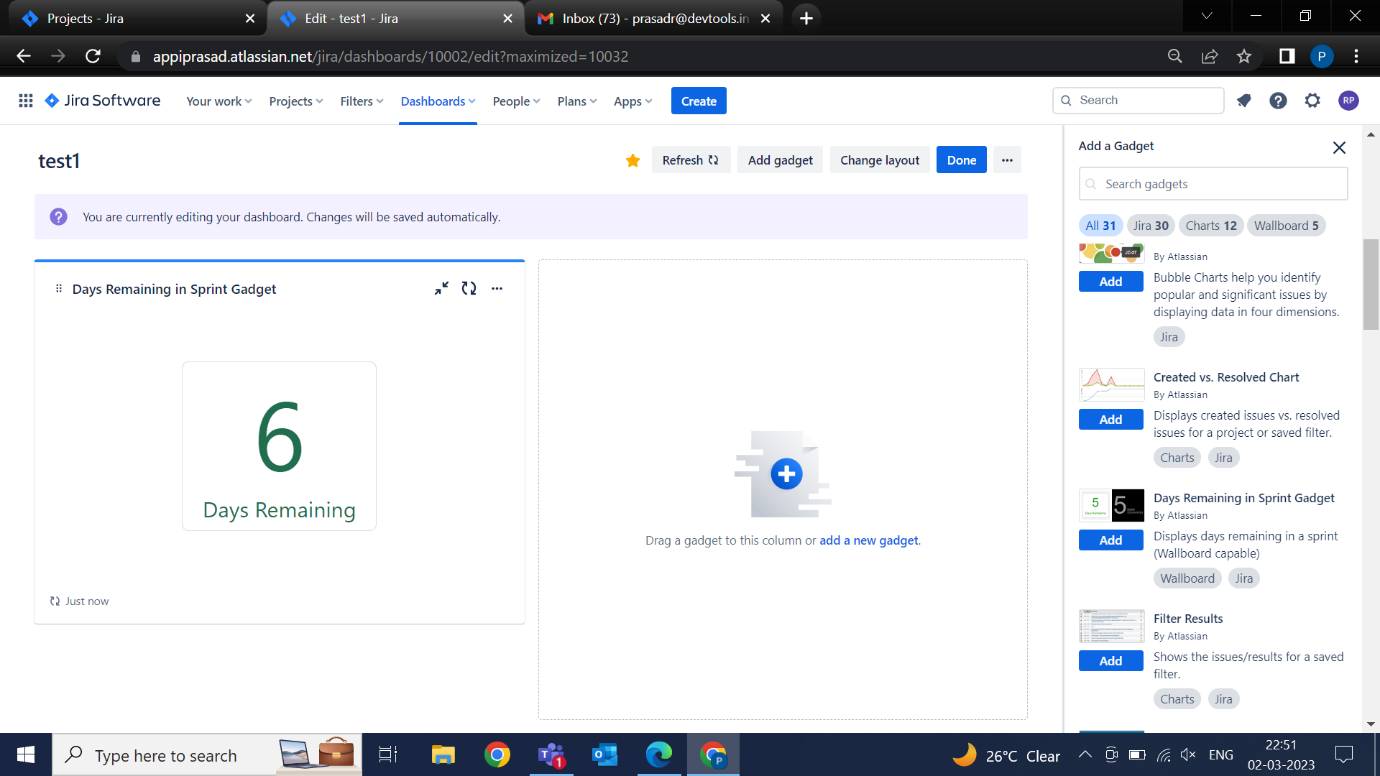 Projects - Jira
Edit - test1 - Jira
Inbox (73) - prasadr@devtools.in
appiprasad.atlassian.net/jira/dashboards/10002/edit?maximized=10032
P
Jira Software
Your work
Projects
Filters
Dashboards
People
Plans
Apps
Create
Search
RP
test1
Refresh
Add gadget
Change layout
Done
You are currently editing your dashboard. Changes will be saved automatically.
Days Remaining in Sprint Gadget
6
Days Remaining
Just now
Drag a gadget to this column or add a new gadget.
Add a Gadget
Search gadgets
All 31
Jira 30
Charts 12
Wallboard 5
By Atlassian
Add
Bubble Charts help you identify
popular and significant issues by
displaying data in four dimensions.
Jira
Created vs. Resolved Chart
By Atlassian
Add
Displays created issues vs. resolved
issues for a project or saved filter.
Charts
Jira
5
5
Days Remaining in Sprint Gadget
By Atlassian
Add
Displays days remaining in a sprint
(Wallboard capable)
Wallboard
Jira
Filter Results
By Atlassian
Add
Shows the issues/results for a saved
filter.
Charts
Jira
Type here to search
1
P
26°C Clear
ENG
22:51
02-03-2023